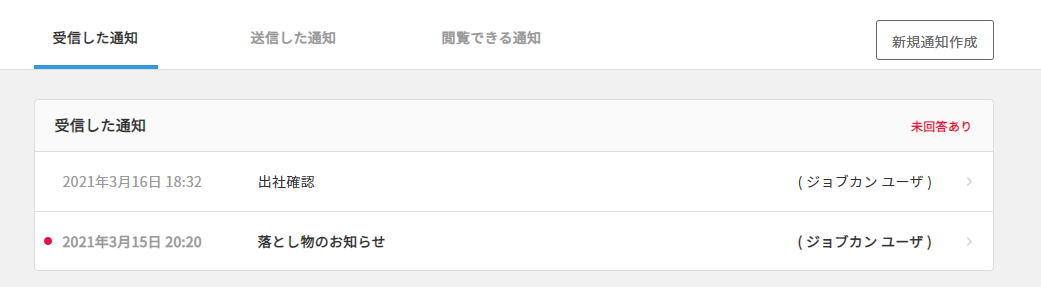 受信した通知 送信した通知 閲覧できる通知 新規通知作成
受信した通知 未回答あり
2021年3月16日 18:32 出社確認 ( ジョブカン ユーザ )
2021年3月15日 20:20 落とし物のお知らせ ( ジョブカン ユーザ )